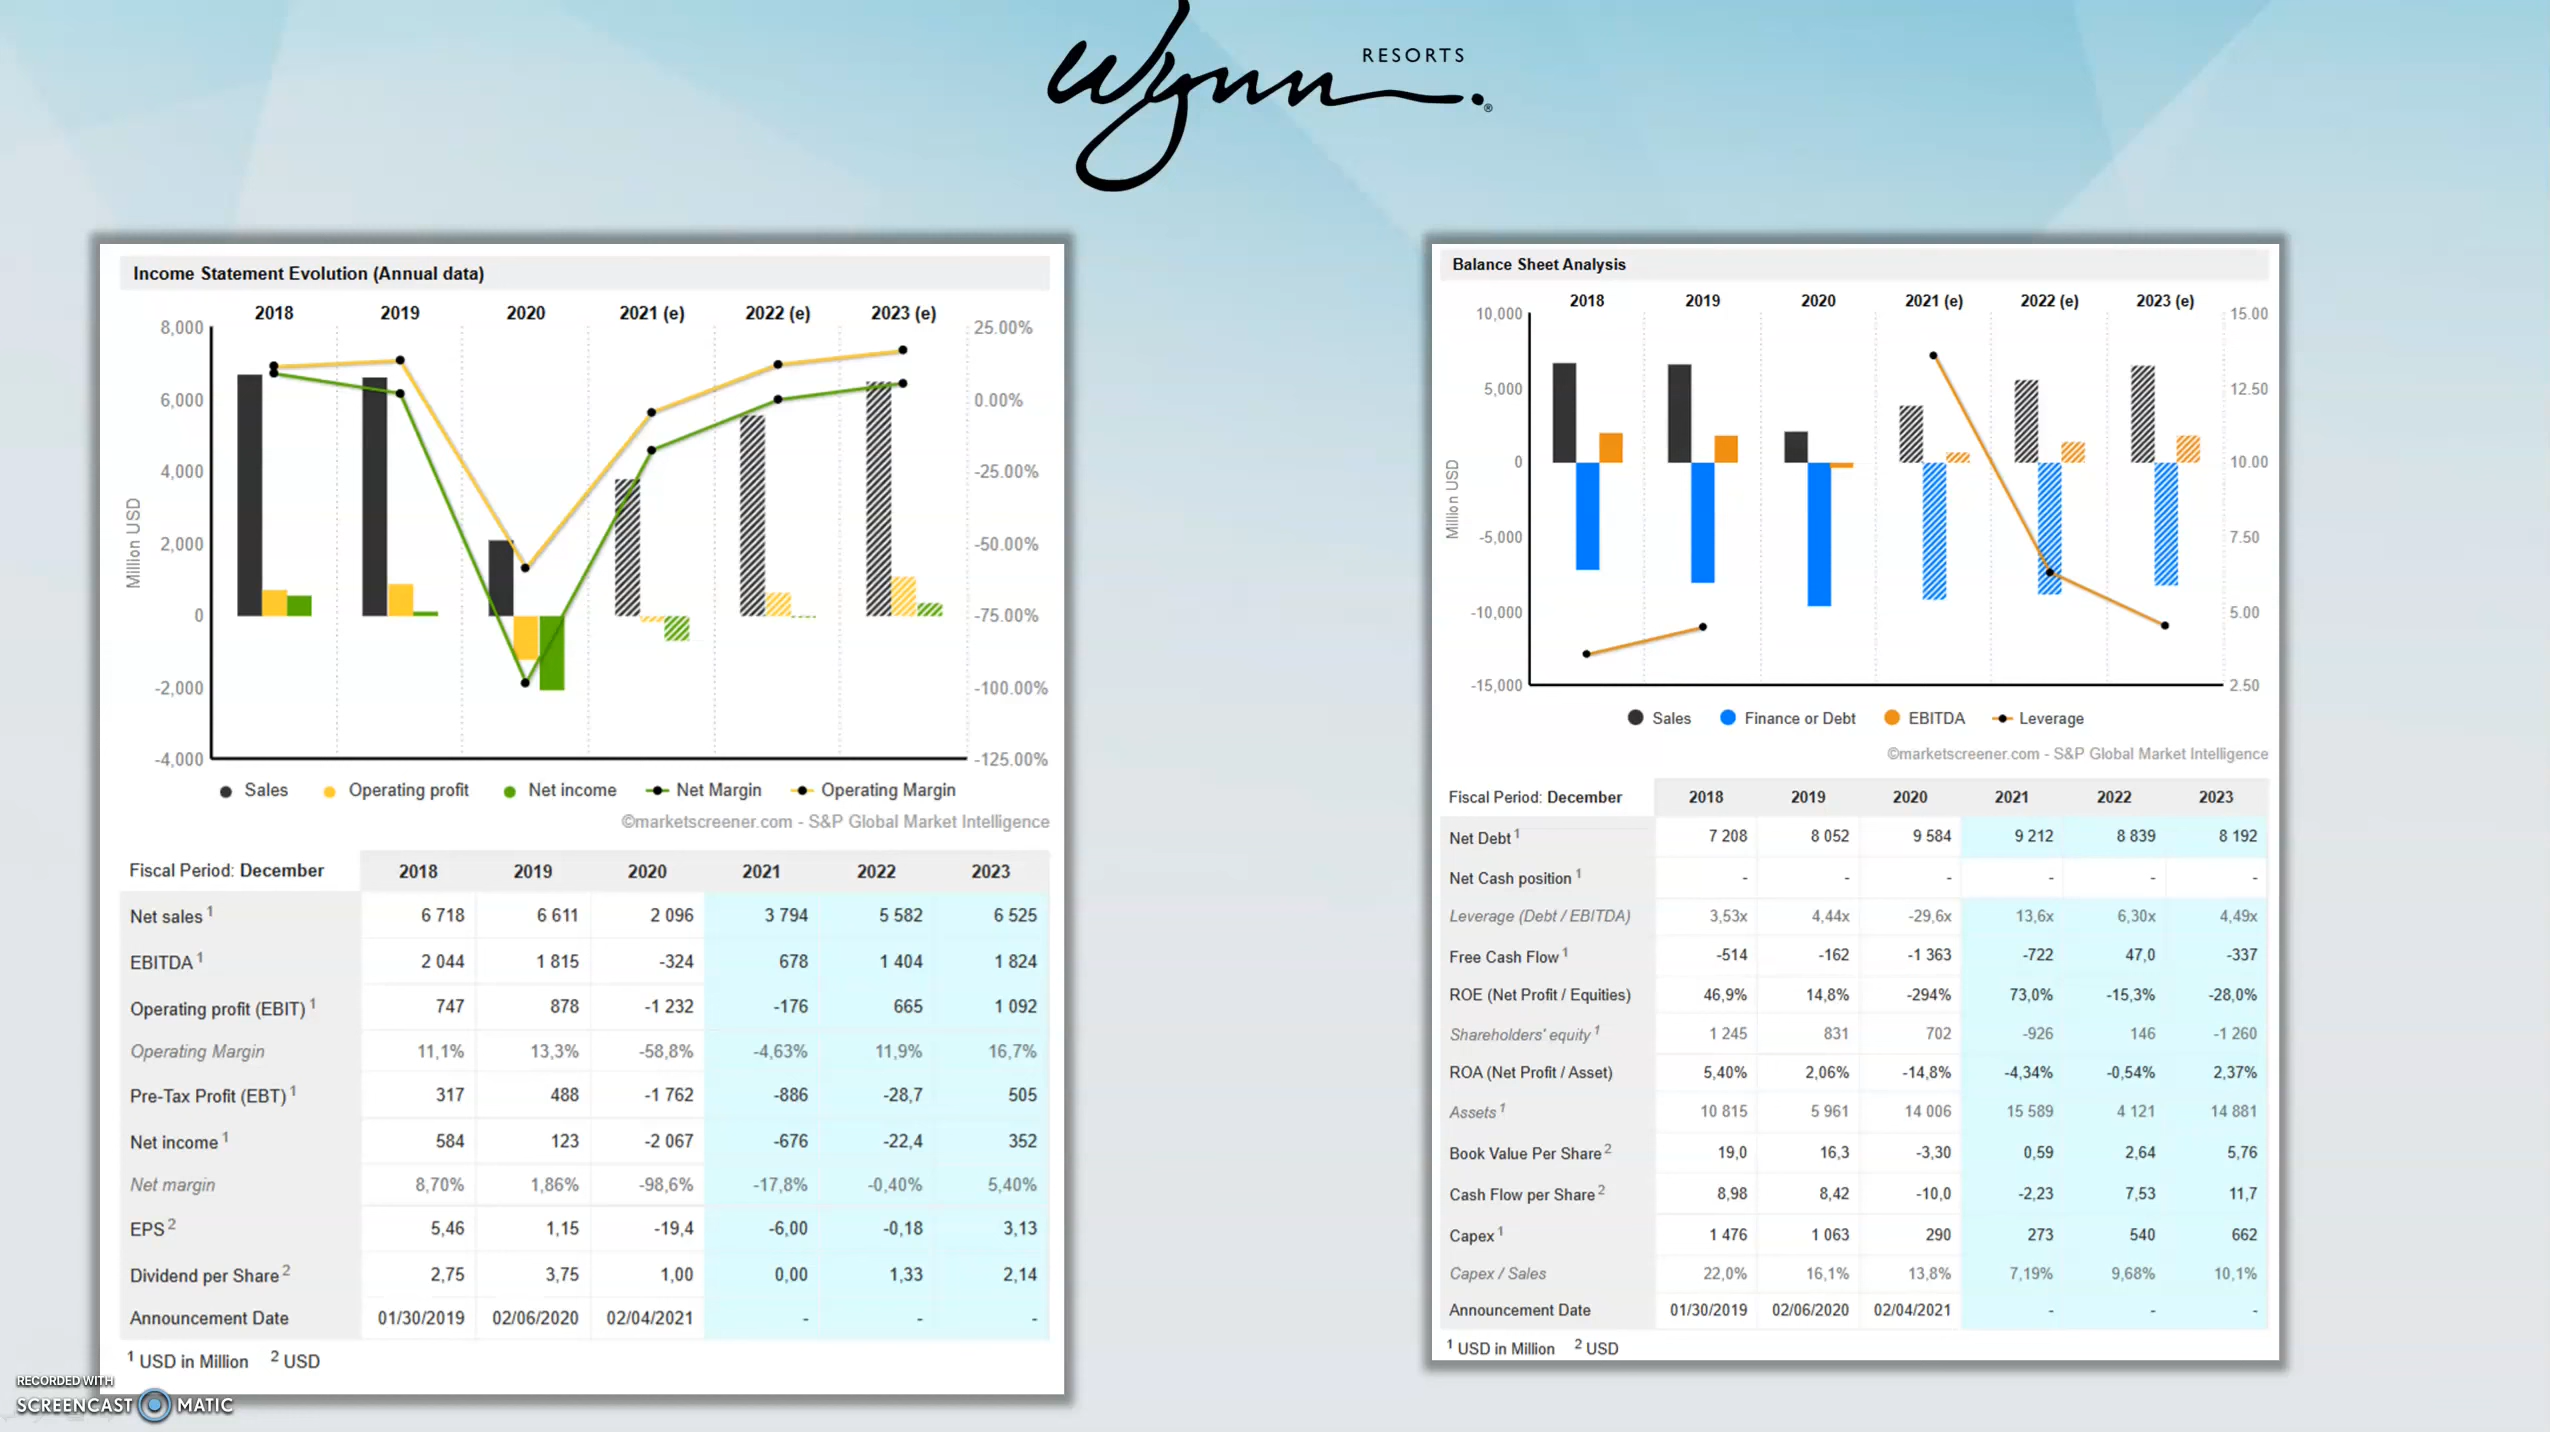 Wynn
RESORTS
®
Income Statement Evolution (Annual data)
2018 2019 2020 2021 (e) 2022 (e) 2023 (e)
8,000 25.00%
6,000 0.00%
4,000 -25.00%
2,000 -50.00%
0 -75.00%
-2,000 -100.00%
-4,000 -125.00%
Million USD
Sales Operating profit Net income Net Margin Operating Margin
©marketscreener.com - S&P Global Market Intelligence
Fiscal Period: December 2018 2019 2020 2021 2022 2023
Net sales 1 6 718 6 611 2 096 3 794 5 582 6 525
EBITDA 1 2 044 1 815 -324 678 1 404 1 824
Operating profit (EBIT) 1 747 878 -1 232 -176 665 1 092
Operating Margin 11,1% 13,3% -58,8% -4,63% 11,9% 16,7%
Pre-Tax Profit (EBT) 1 317 488 -1 762 -886 -28,7 505
Net income 1 584 123 -2 067 -676 -22,4 352
Net margin 8,70% 1,86% -98,6% -17,8% -0,40% 5,40%
EPS 2 5,46 1,15 -19,4 -6,00 -0,18 3,13
Dividend per Share 2 2,75 3,75 1,00 0,00 1,33 2,14
Announcement Date 01/30/2019 02/06/2020 02/04/2021 - - -
1 USD in Million 2 USD
Balance Sheet Analysis
2018 2019 2020 2021 (e) 2022 (e) 2023 (e)
10,000 15.00
5,000 12.50
0 10.00
-5,000 7.50
-10,000 5.00
-15,000 2.50
Million USD
Sales Finance or Debt EBITDA Leverage
©marketscreener.com - S&P Global Market Intelligence
Fiscal Period: December 2018 2019 2020 2021 2022 2023
Net Debt 1 7 208 8 052 9 584 9 212 8 839 8 192
Net Cash position 1 - - - - - -
Leverage (Debt / EBITDA) 3,53x 4,44x -29,6x 13,6x 6,30x 4,49x
Free Cash Flow 1 -514 -162 -1 363 -722 47,0 -337
ROE (Net Profit / Equities) 46,9% 14,8% -294% 73,0% -15,3% -28,0%
Shareholders' equity 1 1 245 831 702 -926 146 -1 260
ROA (Net Profit / Asset) 5,40% 2,06% -14,8% -4,34% -0,54% 2,37%
Assets 1 10 815 5 961 14 006 15 589 4 121 14 881
Book Value Per Share 2 19,0 16,3 -3,30 0,59 2,64 5,76
Cash Flow per Share 2 8,98 8,42 -10,0 -2,23 7,53 11,7
Capex 1 1 476 1 063 290 273 540 662
Capex / Sales 22,0% 16,1% 13,8% 7,19% 9,68% 10,1%
Announcement Date 01/30/2019 02/06/2020 02/04/2021 - - -
1 USD in Million 2 USD
RECORDED WITH
SCREENCAST MATIC